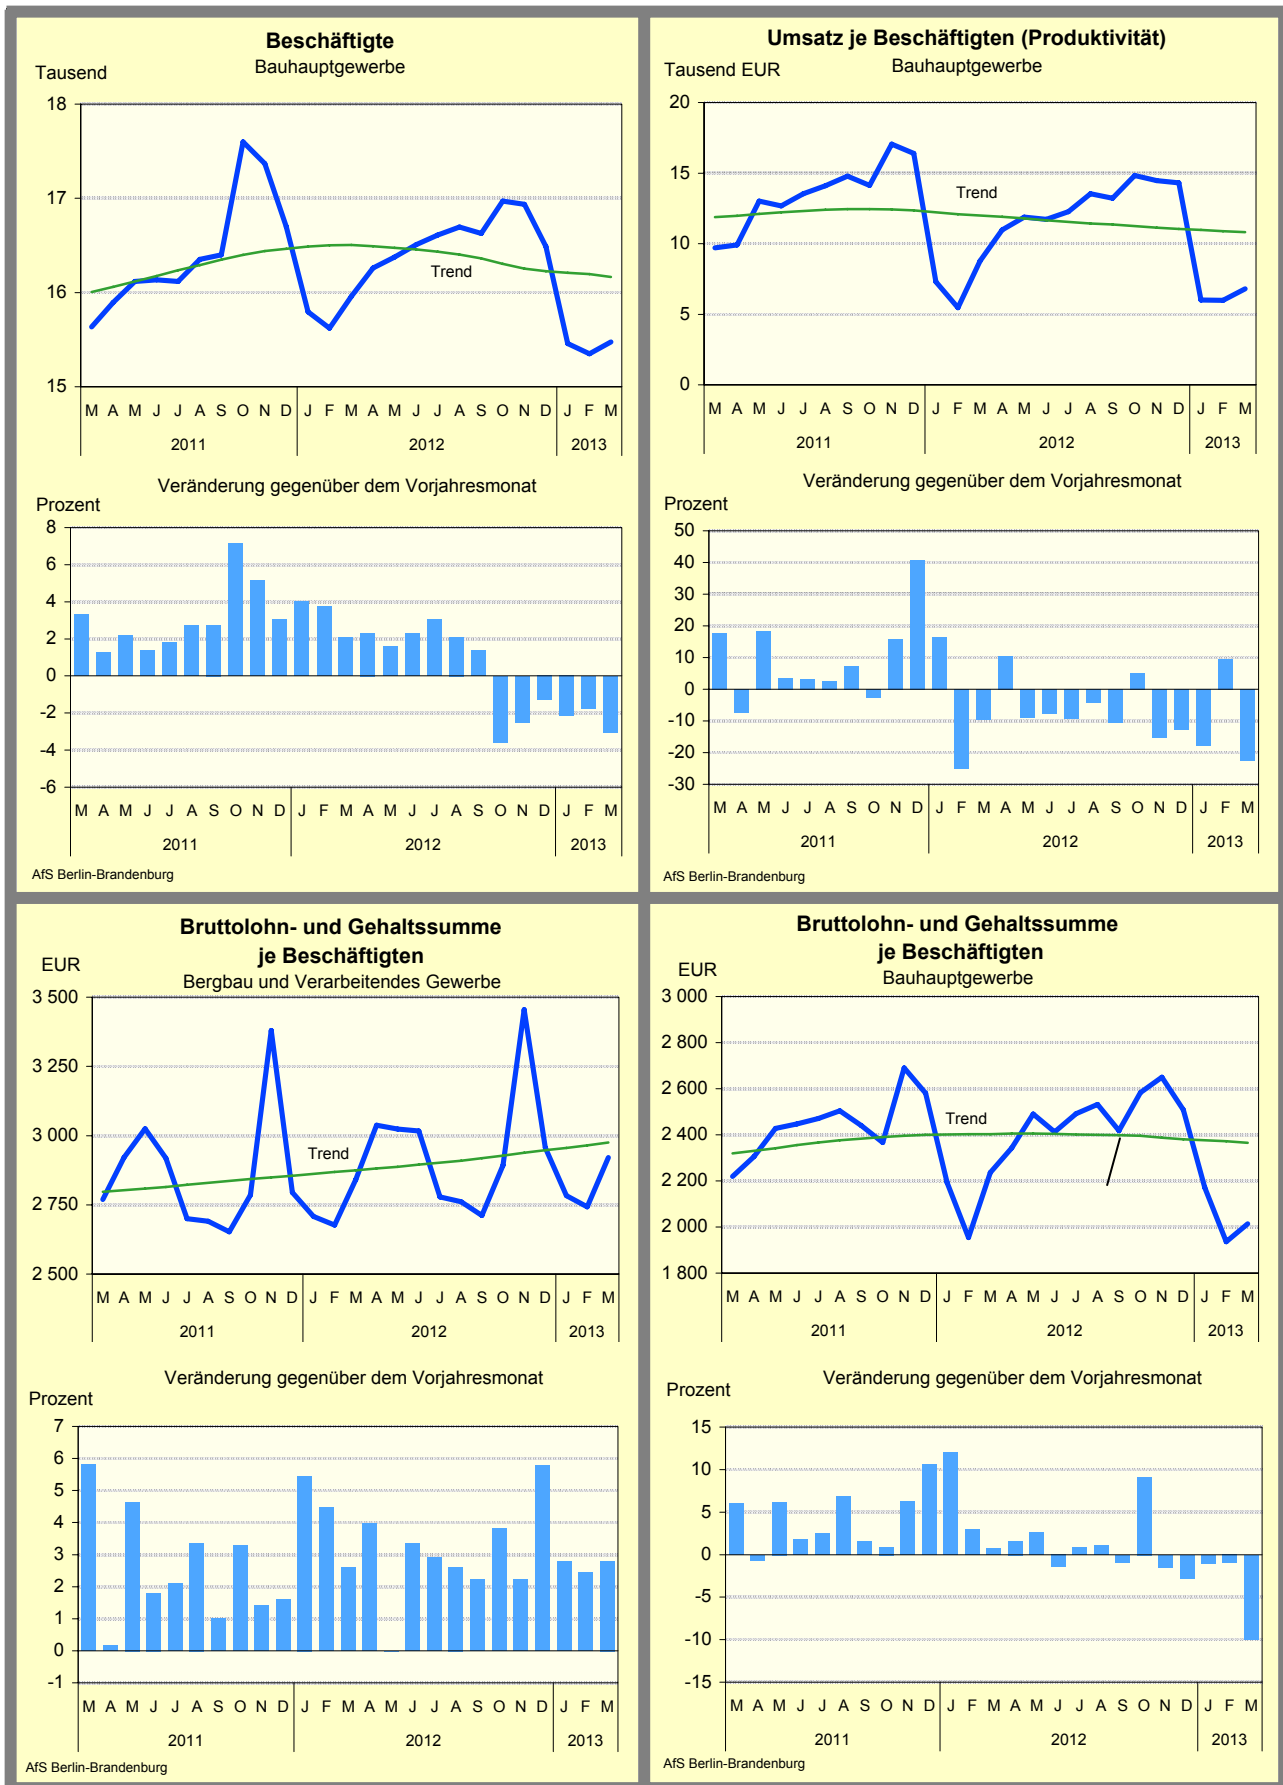 Beschäftigte
Bauhauptgewerbe
Tausend
18
17
16
15
Trend
M A M J J A S O N D J F M A M J J A S O N D J F M
2011 2012 2013
Veränderung gegenüber dem Vorjahresmonat
Prozent
8
6
4
2
0
-2
-4
-6
M A M J J A S O N D J F M A M J J A S O N D J F M
2011 2012 2013
AfS Berlin-Brandenburg
Umsatz je Beschäftigten (Produktivität)
Bauhauptgewerbe
Tausend EUR
20
15
10
5
0
Trend
M A M J J A S O N D J F M A M J J A S O N D J F M
2011 2012 2013
Veränderung gegenüber dem Vorjahresmonat
Prozent
50
40
30
20
10
0
-10
-20
-30
M A M J J A S O N D J F M A M J J A S O N D J F M
2011 2012 2013
AfS Berlin-Brandenburg
Bruttolohn- und Gehaltssumme
je Beschäftigten
Bergbau und Verarbeitendes Gewerbe
EUR
3 500
3 250
3 000
2 750
2 500
Trend
M A M J J A S O N D J F M A M J J A S O N D J F M
2011 2012 2013
Veränderung gegenüber dem Vorjahresmonat
Prozent
7
6
5
4
3
2
1
0
-1
M A M J J A S O N D J F M A M J J A S O N D J F M
2011 2012 2013
AfS Berlin-Brandenburg
Bruttolohn- und Gehaltssumme
je Beschäftigten
Bauhauptgewerbe
EUR
3 000
2 800
2 600
2 400
2 200
2 000
1 800
Trend
M A M J J A S O N D J F M A M J J A S O N D J F M
2011 2012 2013
Veränderung gegenüber dem Vorjahresmonat
Prozent
15
10
5
0
-5
-10
-15
M A M J J A S O N D J F M A M J J A S O N D J F M
2011 2012 2013
AfS Berlin-Brandenburg